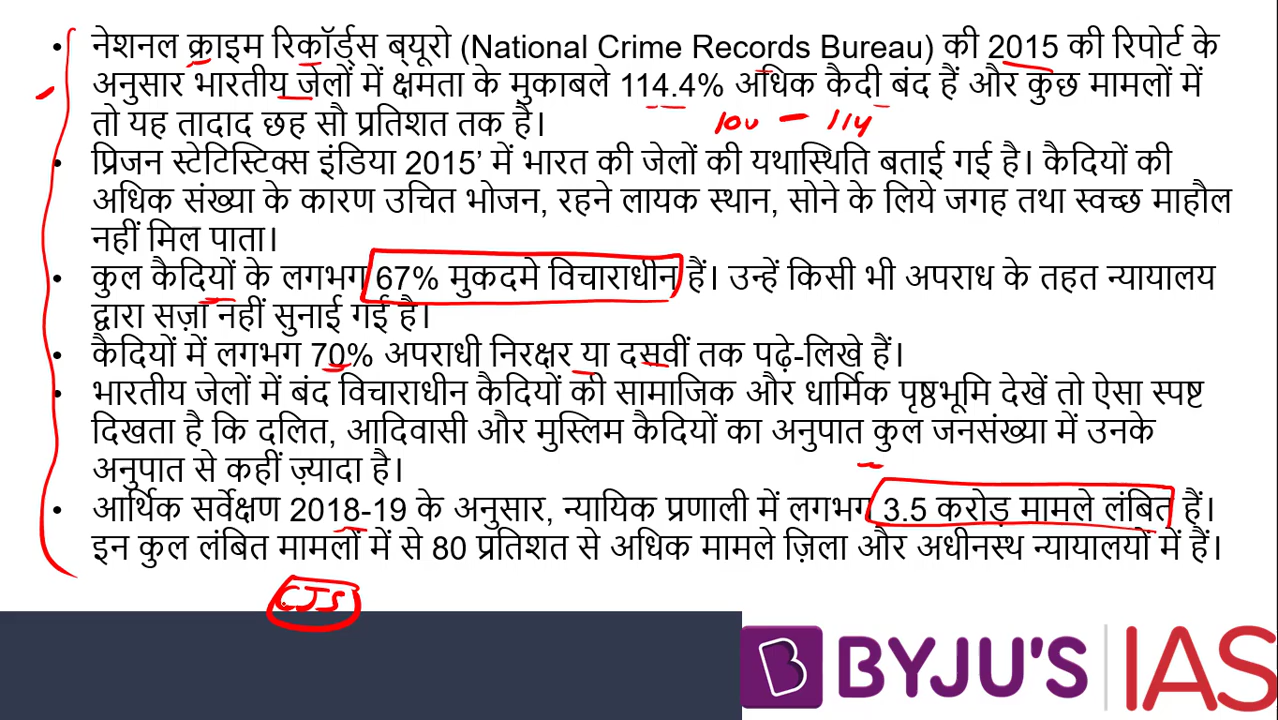 • नेशनल क्राइम रिकॉर्ड्स ब्यूरो (National Crime Records Bureau) की 2015 की रिपोर्ट के
अनुसार भारतीय जेलों में क्षमता के मुकाबले 114.4% अधिक कैदी बंद हैं और कुछ मामलों में
तो यह तादाद छह सौ प्रतिशत तक है।
100 – 114
• प्रिजन स्टेटिस्टिक्स इंडिया 2015’ में भारत की जेलों की यथास्थिति बताई गई है। कैदियों की
अधिक संख्या के कारण उचित भोजन, रहने लायक स्थान, सोने के लिये जगह तथा स्वच्छ माहौल
नहीं मिल पाता।
• कुल कैदियों के लगभग 67% मुकदमे विचाराधीन हैं। उन्हें किसी भी अपराध के तहत न्यायालय
द्वारा सज़ा नहीं सुनाई गई है।
• कैदियों में लगभग 70% अपराधी निरक्षर या दसवीं तक पढ़े-लिखे हैं।
• भारतीय जेलों में बंद विचाराधीन कैदियों की सामाजिक और धार्मिक पृष्ठभूमि देखें तो ऐसा स्पष्ट
दिखता है कि दलित, आदिवासी और मुस्लिम कैदियों का अनुपात कुल जनसंख्या में उनके
अनुपात से कहीं ज़्यादा है।
• आर्थिक सर्वेक्षण 2018-19 के अनुसार, न्यायिक प्रणाली में लगभग 3.5 करोड़ मामले लंबित हैं।
इन कुल लंबित मामलों में से 80 प्रतिशत से अधिक मामले ज़िला और अधीनस्थ न्यायालयों में हैं।
CJS
BYJU'S IAS